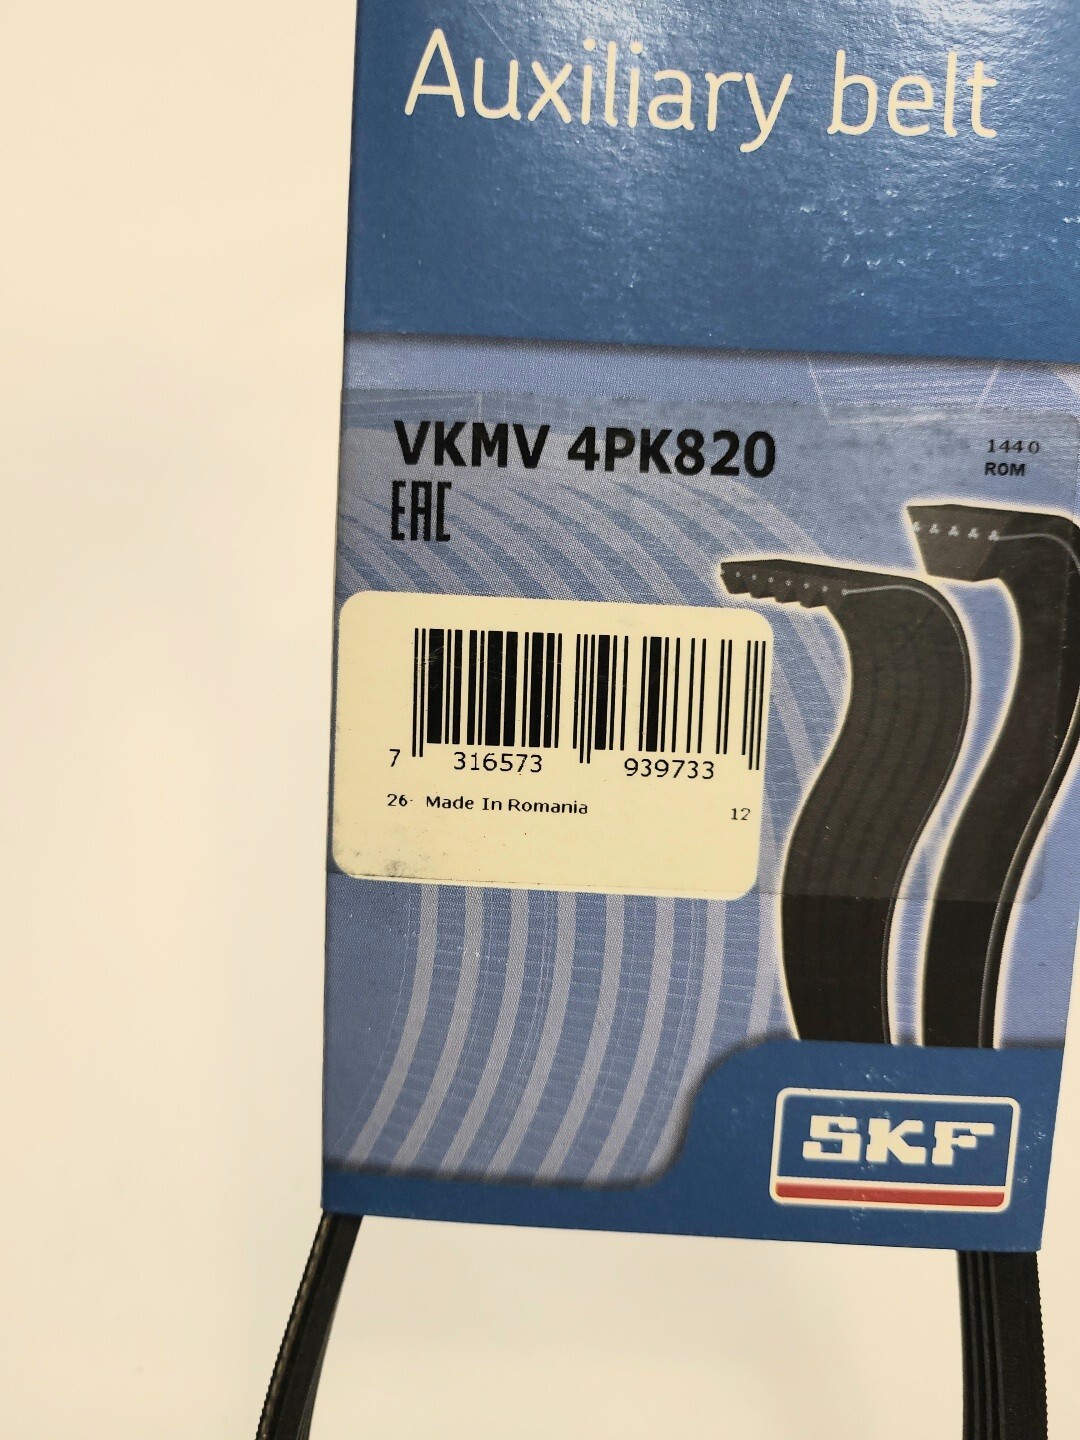 Auxiliary belt
VKMV 4PK820
1440
ROM
EAC
7 316573 939733
26· Made In Romania 12
SKF